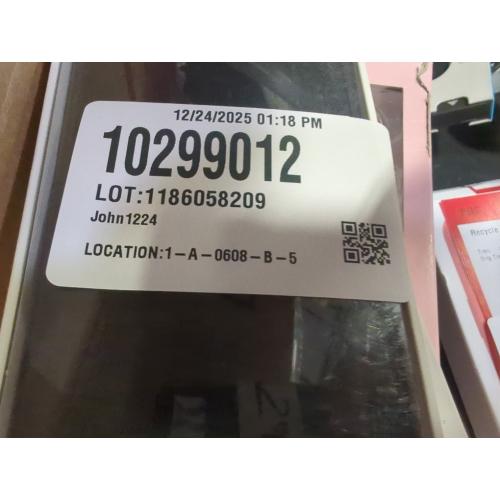 12/24/2025 01:18 PM
10299012
LOT:1186058209
John1224
LOCATION:1-A-0608-B-5
Recycle